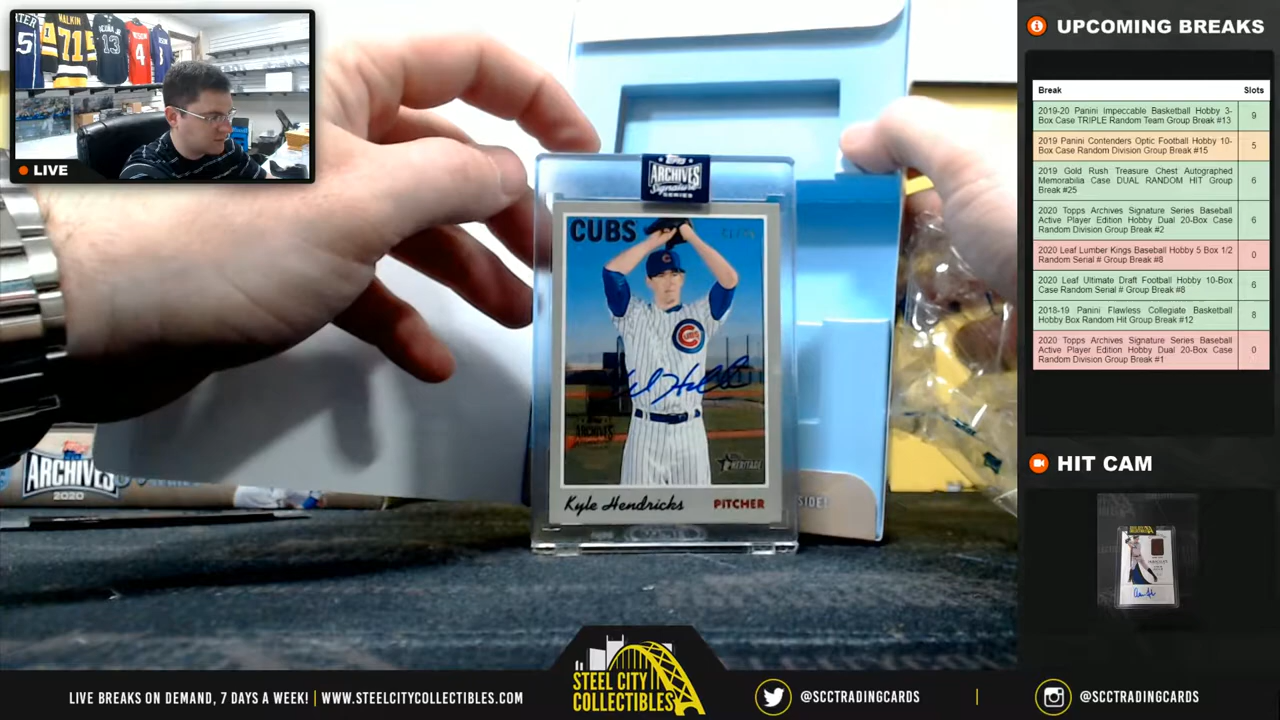 TER
5
MALKIN
71
ACUÑA JR.
13
4
LIVE
UPCOMING BREAKS
Break Slots
2019-20 Panini Impeccable Basketball Hobby 3-
Box Case TRIPLE Random Team Group Break #13 9
2019 Panini Contenders Optic Football Hobby 10-
Box Case Random Division Group Break #15 5
2019 Gold Rush Treasure Chest Autographed
Memorabilia Case DUAL RANDOM HIT Group
Break #25 6
2020 Topps Archives Signature Series Baseball
Active Player Edition Hobby Dual 20-Box Case
Random Division Group Break #2 6
2020 Leaf Lumber Kings Baseball Hobby 5 Box 1/2
Random Serial # Group Break #8 0
2020 Leaf Ultimate Draft Football Hobby 10-Box
Case Random Serial # Group Break #8 6
2018-19 Panini Flawless Collegiate Basketball
Hobby Box Random Hit Group Break #12 8
2020 Topps Archives Signature Series Baseball
Active Player Edition Hobby Dual 20-Box Case
Random Division Group Break #1 0
HIT CAM
Topps
ARCHIVES
Signature
SERIES
CUBS
C
CUBS
ARCHIVES
HERITAGE
Kyle Hendricks PITCHER
SIDE!
ARCHIVES
2020
STEEL CITY
COLLECTIBLES
LIVE BREAKS ON DEMAND, 7 DAYS A WEEK! | WWW.STEELCITYCOLLECTIBLES.COM
@SCCTRADINGCARDS | @SCCTRADINGCARDS